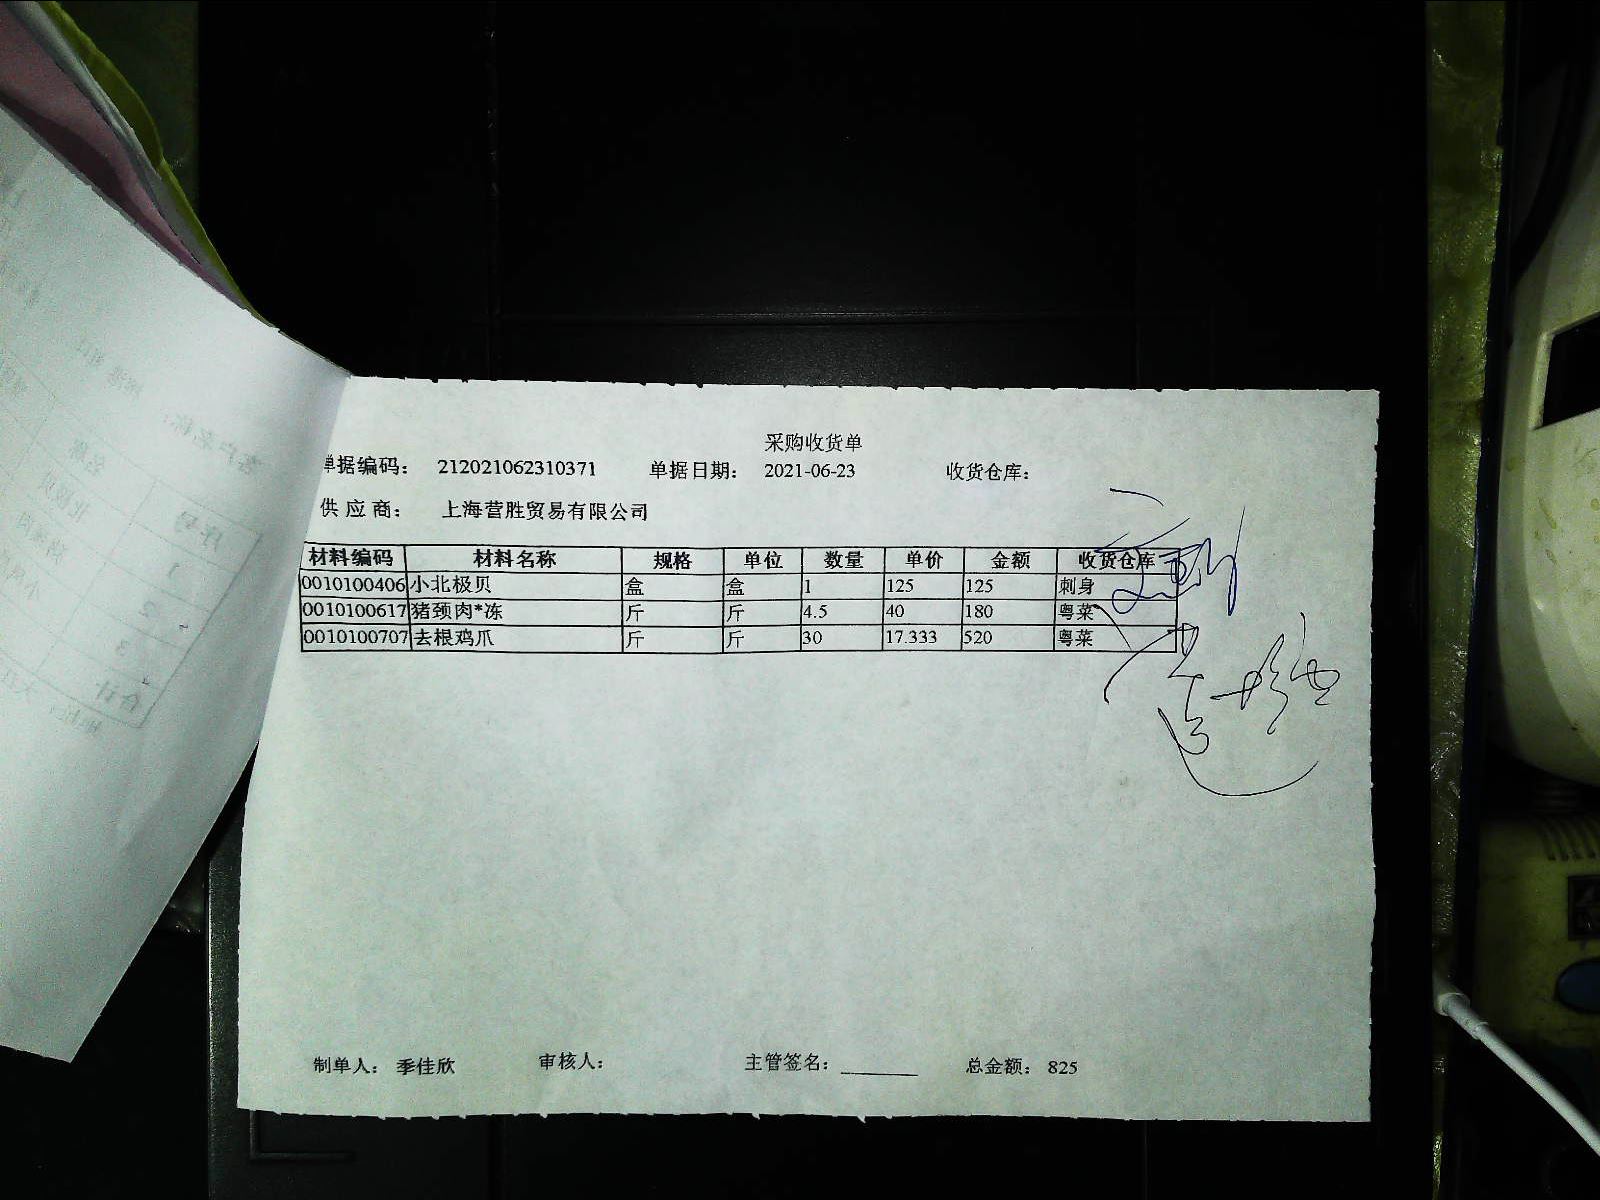 采购收货单
单据编码: 212021062310371 单据日期: 2021-06-23 收货仓库:
供应商: 上海营胜贸易有限公司
材料编码 材料名称 规格 单位 数量 单价 金额 收货仓库
0010100406 小北极贝 盒 盒 1 125 125 刺身
0010100617 猪颈肉*冻 斤 斤 4.5 40 180 粤菜
0010100707 去根鸡爪 斤 斤 30 17.333 520 粤菜
制单人: 季佳欣 审核人: 主管签名: 总金额: 825